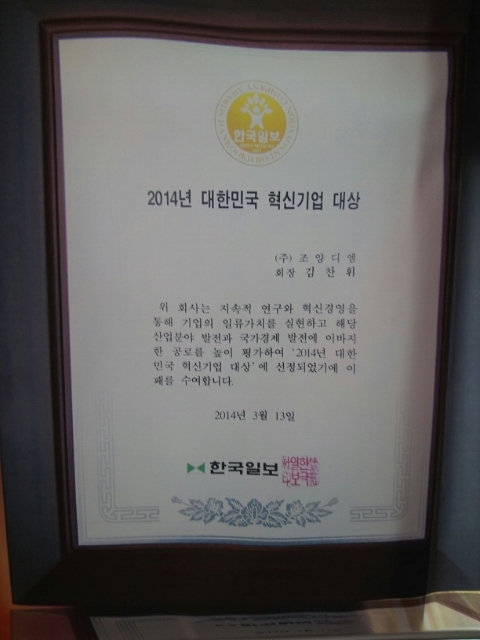 한국일보
2014년 대한민국 혁신기업 대상
(주) 조 양 디 엠
회장 김 찬 휘
위 회사는 지속적 연구와 혁신경영을
통해 기업의 일류가치를 실현하고 해당
산업분야 발전과 국가경제 발전에 이바지
한 공로를 높이 평가하여 '2014년 대한
민국 혁신기업 대상'에 선정되었기에 이
패를 수여합니다.
2014년 3월 13일
한국일보